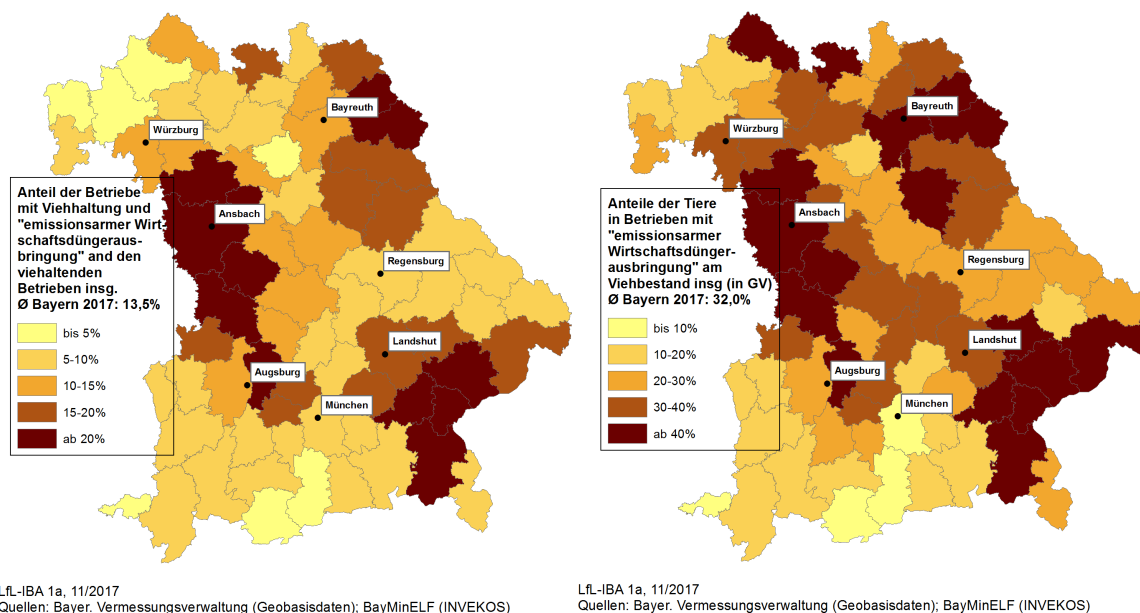 Bayreuth
Würzburg
Anteil der Betriebe
mit Viehhaltung und
"emissionsarmer Wirt-
schaftsdüngeraus-
bringung" and den
viehaltenden
Betrieben insg.
Ø Bayern 2017: 13,5%
bis 5%
5-10%
10-15%
15-20%
ab 20%
Ansbach
Regensburg
Landshut
Augsburg
München
LfL-IBA 1a, 11/2017
Quellen: Bayer. Vermessungsverwaltung (Geobasisdaten); BayMinELF (INVEKOS)
Bayreuth
Würzburg
Anteile der Tiere
in Betrieben mit
"emissionsarmer
Wirtschaftsdünger-
ausbringung" am
Viehbestand insg (in GV)
Ø Bayern 2017: 32,0%
bis 10%
10-20%
20-30%
30-40%
ab 40%
Ansbach
Regensburg
Landshut
Augsburg
München
LfL-IBA 1a, 11/2017
Quellen: Bayer. Vermessungsverwaltung (Geobasisdaten); BayMinELF (INVEKOS)